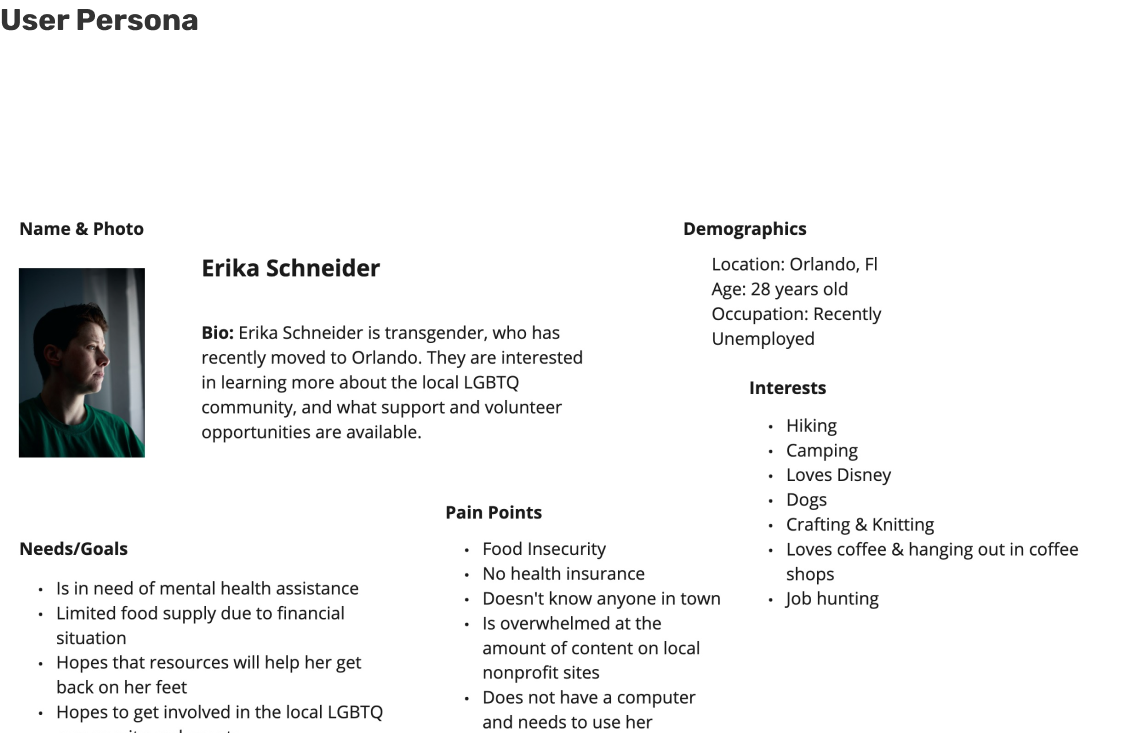 User Persona
Name & Photo
Erika Schneider
Bio: Erika Schneider is transgender, who has
recently moved to Orlando. They are interested
in learning more about the local LGBTQ
community, and what support and volunteer
opportunities are available.
Demographics
Location: Orlando, Fl
Age: 28 years old
Occupation: Recently
Unemployed
Interests
• Hiking
• Camping
• Loves Disney
• Dogs
• Crafting & Knitting
• Loves coffee & hanging out in coffee
shops
• Job hunting
Needs/Goals
• Is in need of mental health assistance
• Limited food supply due to financial
situation
• Hopes that resources will help her get
back on her feet
• Hopes to get involved in the local LGBTQ
Pain Points
• Food Insecurity
• No health insurance
• Doesn't know anyone in town
• Is overwhelmed at the
amount of content on local
nonprofit sites
• Does not have a computer
and needs to use her